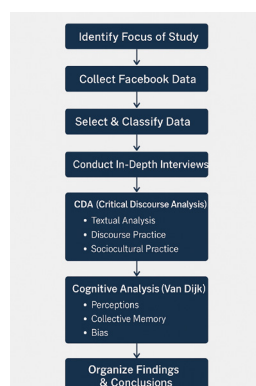 Identify Focus of Study
Collect Facebook Data
Select & Classify Data
Conduct In-Depth Interviews
CDA (Critical Discourse Analysis)
• Textual Analysis
• Discourse Practice
• Sociocultural Practice
Cognitive Analysis (Van Dijk)
• Perceptions
• Collective Memory
• Bias
Organize Findings
& Conclusions